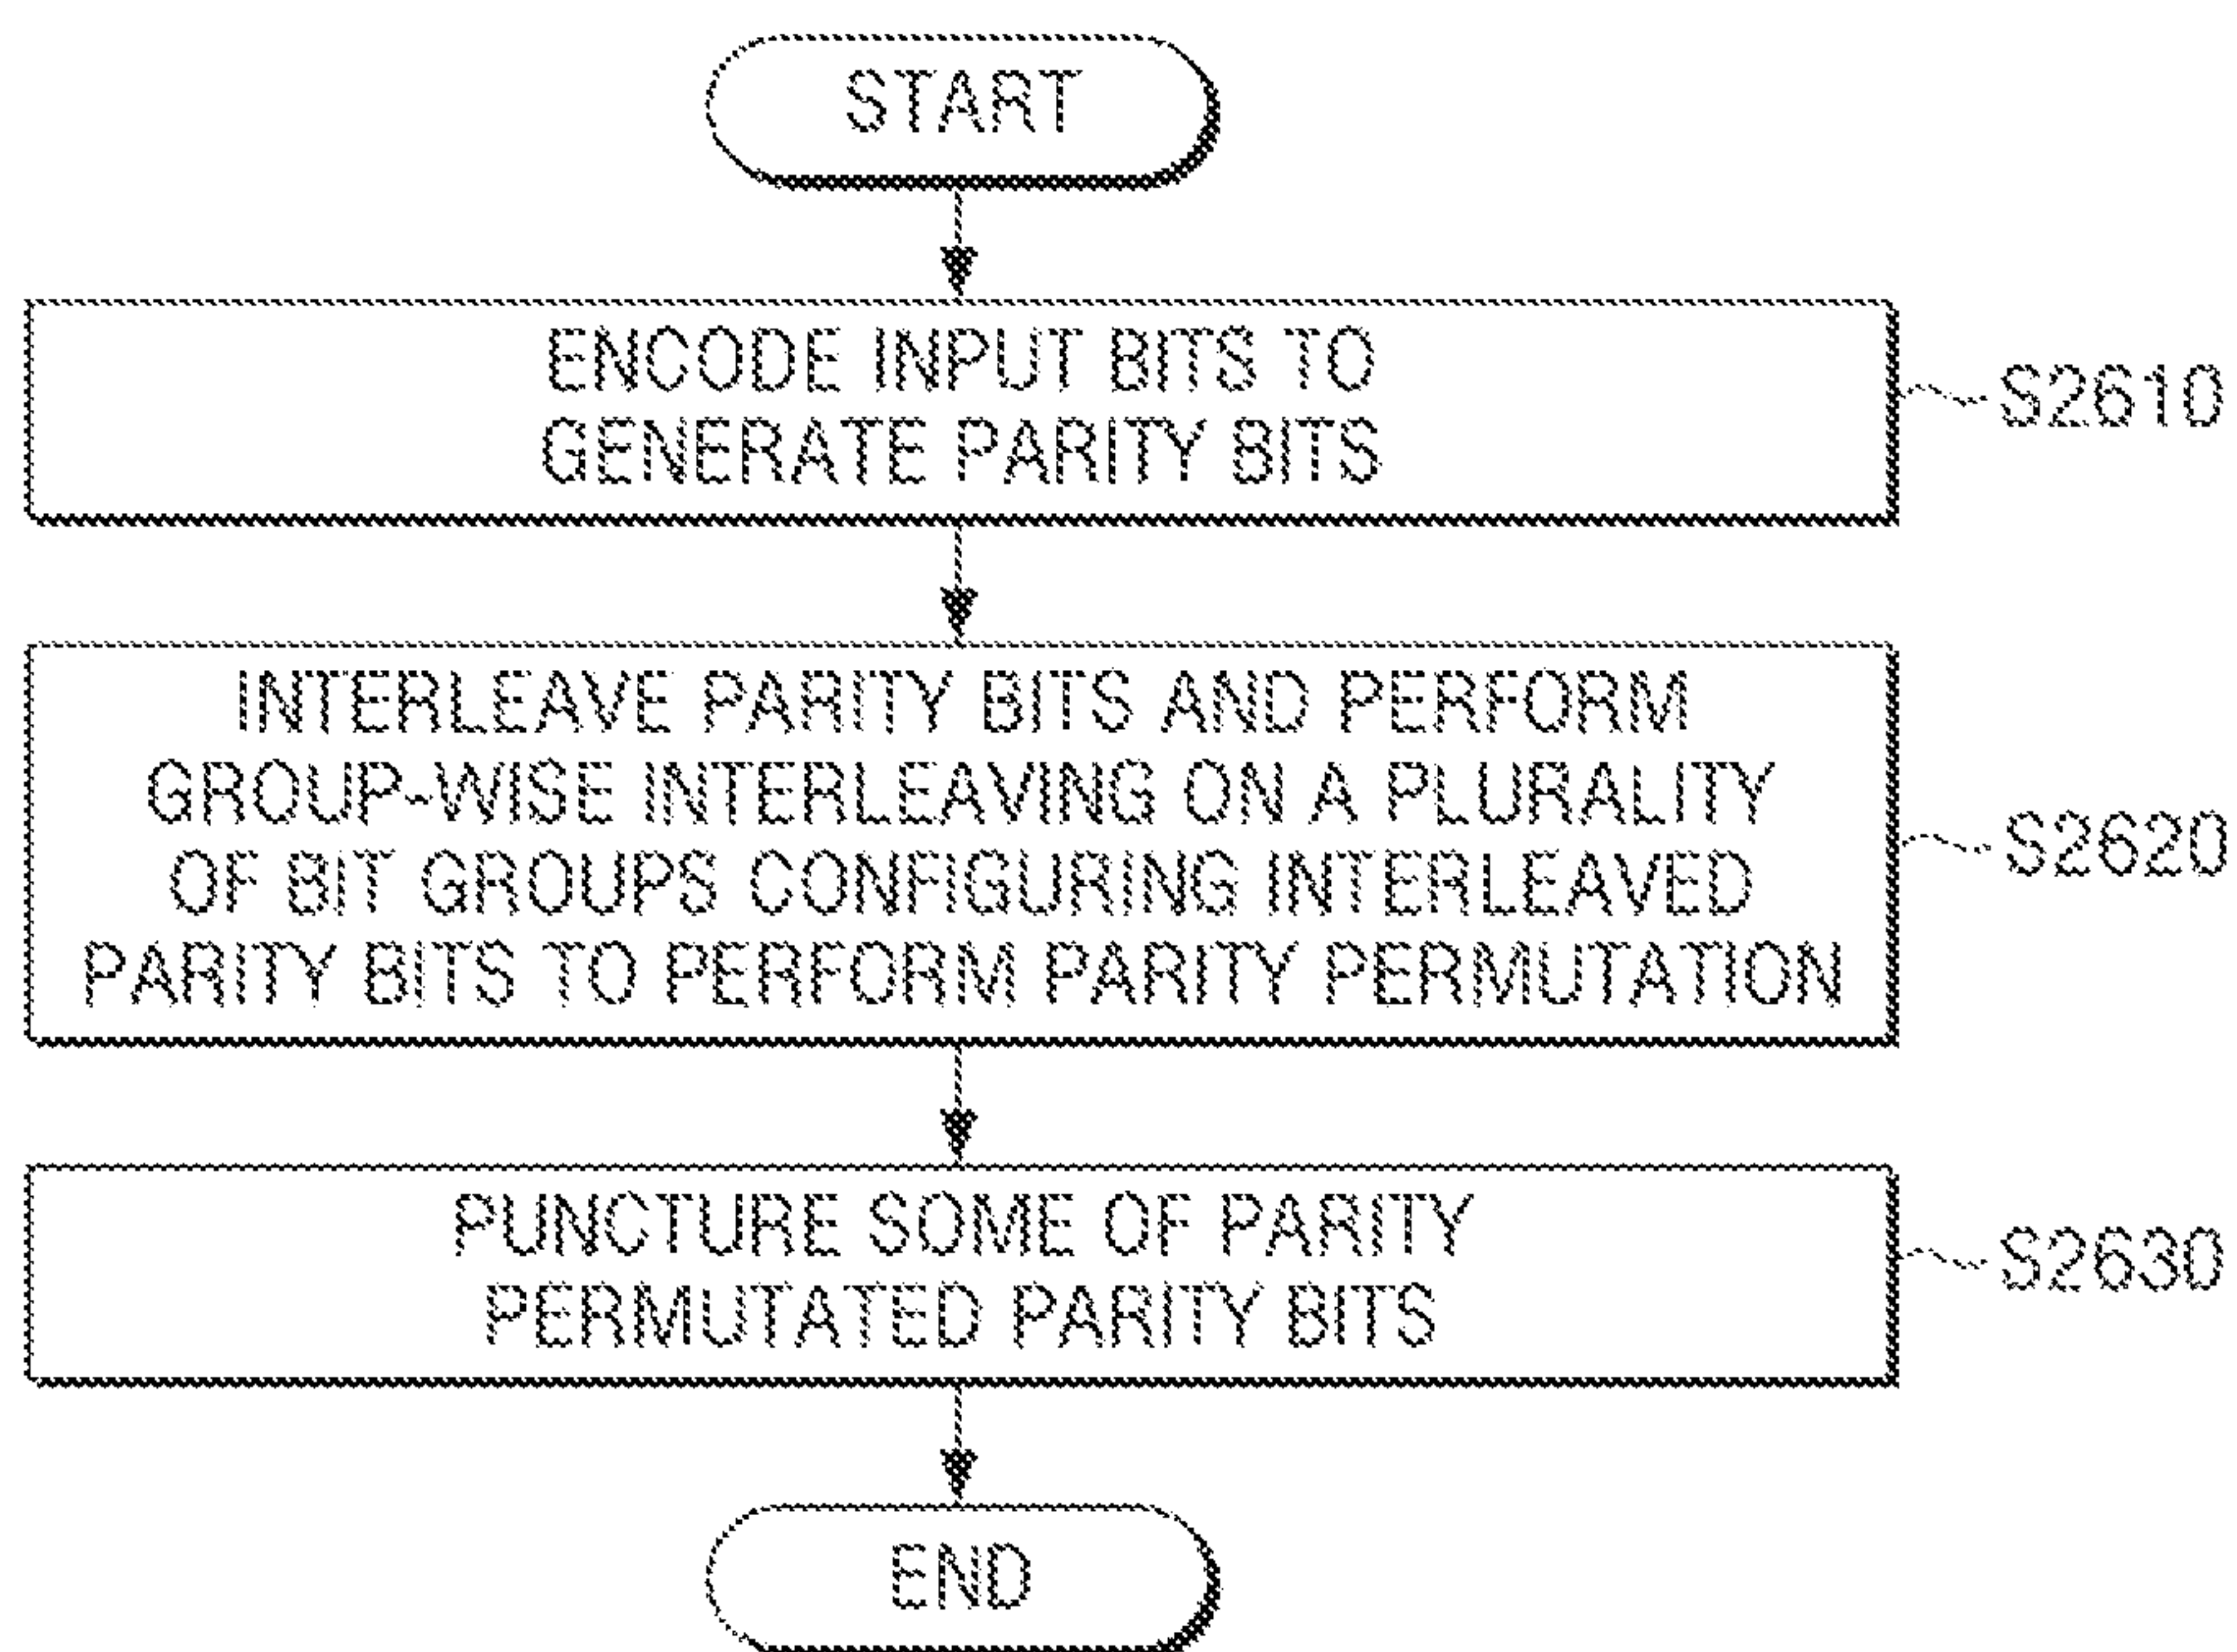 START
ENCODE INPUT BITS TO
GENERATE PARITY BITS
S2610
INTERLEAVE PARITY BITS AND PERFORM
GROUP-WISE INTERLEAVING ON A PLURALITY
OF BIT GROUPS CONFIGURING INTERLEAVED
PARITY BITS TO PERFORM PARITY PERMUTATION
S2620
PUNCTURE SOME OF PARITY
PERMUTATED PARITY BITS
S2630
END